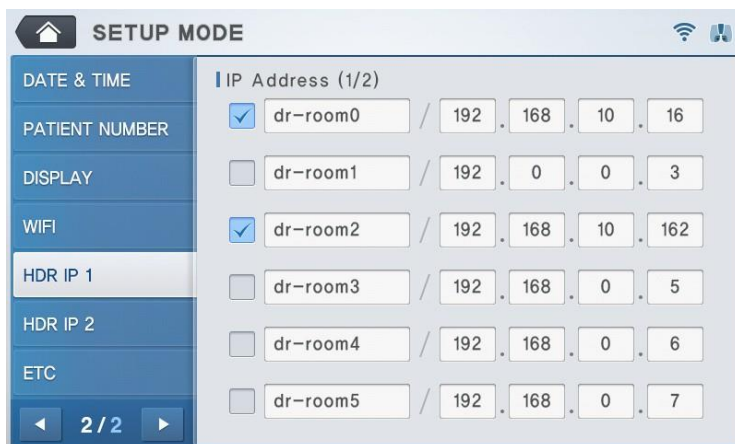 SETUP MODE
DATE & TIME
PATIENT NUMBER
DISPLAY
WIFI
HDR IP 1
HDR IP 2
ETC
2/2
IP Address (1/2)
dr-room0 / 192 . 168 . 10 . 16
dr-room1 / 192 . 0 . 0 . 3
dr-room2 / 192 . 168 . 10 . 162
dr-room3 / 192 . 168 . 0 . 5
dr-room4 / 192 . 168 . 0 . 6
dr-room5 / 192 . 168 . 0 . 7